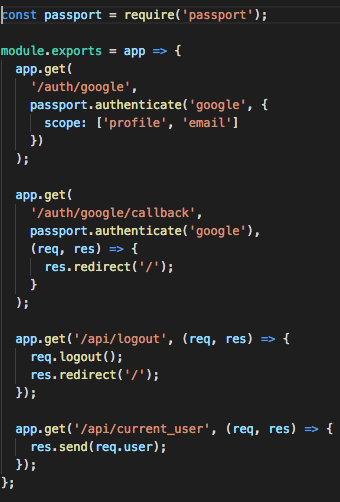 const passport = require('passport');

module.exports = app => {
  app.get(
    '/auth/google',
    passport.authenticate('google', {
      scope: ['profile', 'email']
    })
  );

  app.get(
    '/auth/google/callback',
    passport.authenticate('google'),
    (req, res) => {
      res.redirect('/');
    }
  );

  app.get('/api/logout', (req, res) => {
    req.logout();
    res.redirect('/');
  });

  app.get('/api/current_user', (req, res) => {
    res.send(req.user);
  });
};